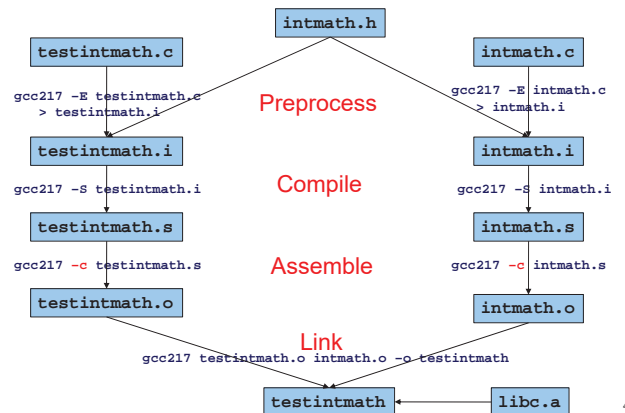 intmath.h
testintmath.c
intmath.c
gcc217 -E testintmath.c
> testintmath.i
gcc217 -E intmath.c
> intmath.i
Preprocess
testintmath.i
intmath.i
gcc217 -S testintmath.i
Compile
gcc217 -S intmath.i
testintmath.s
intmath.s
gcc217 -c testintmath.s
Assemble
gcc217 -c intmath.s
testintmath.o
intmath.o
Link
gcc217 testintmath.o intmath.o -o testintmath
testintmath
libc.a